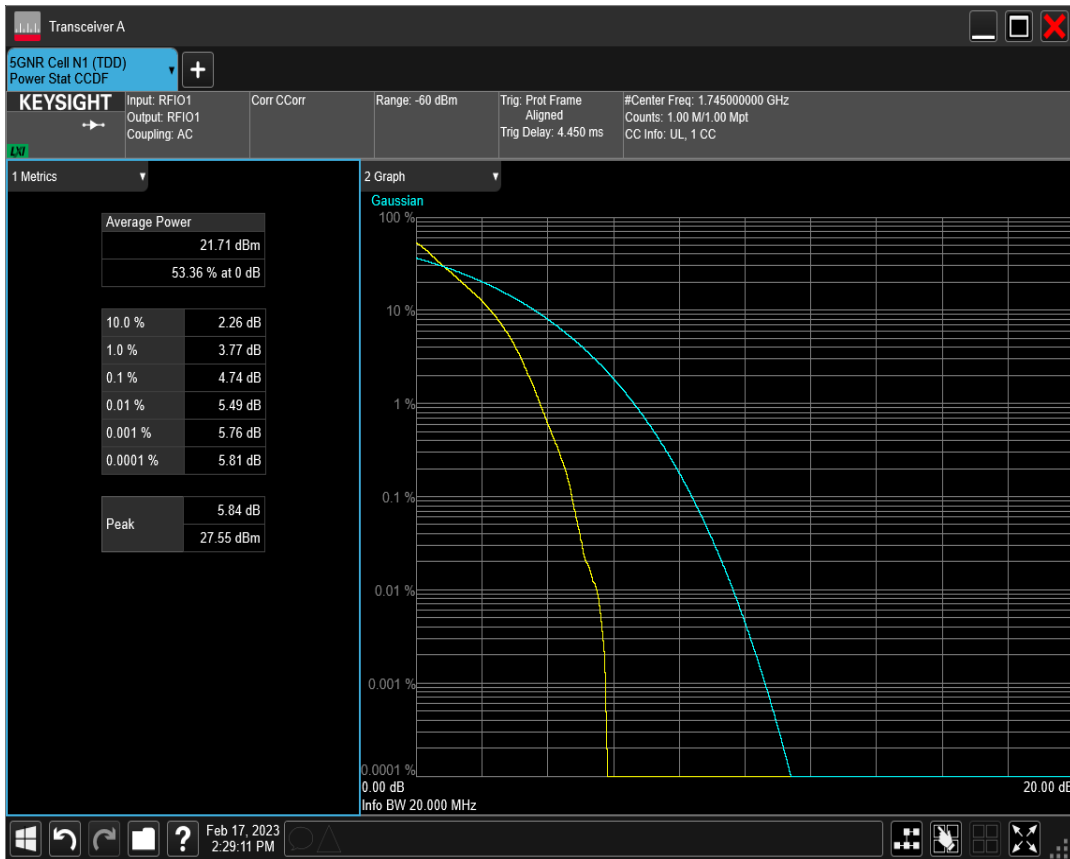 Transceiver A
5GNR Cell N1 (TDD)
Power Stat CCDF
KEYSIGHT
LXI
Input: RFIO1
Output: RFIO1
Coupling: AC
Corr CCorr
Range: -60 dBm
Trig: Prot Frame
Aligned
Trig Delay: 4.450 ms
#Center Freq: 1.745000000 GHz
Counts: 1.00 M/1.00 Mpt
CC Info: UL, 1 CC
1 Metrics
Average Power
21.71 dBm
53.36 % at 0 dB
10.0 % 2.26 dB
1.0 % 3.77 dB
0.1 % 4.74 dB
0.01 % 5.49 dB
0.001 % 5.76 dB
0.0001 % 5.81 dB
Peak
5.84 dB
27.55 dBm
2 Graph
Gaussian
100 %
10 %
1 %
0.1 %
0.01 %
0.001 %
0.0001 %
0.00 dB 20.00 dB
Info BW 20.000 MHz
?
Feb 17, 2023
2:29:11 PM